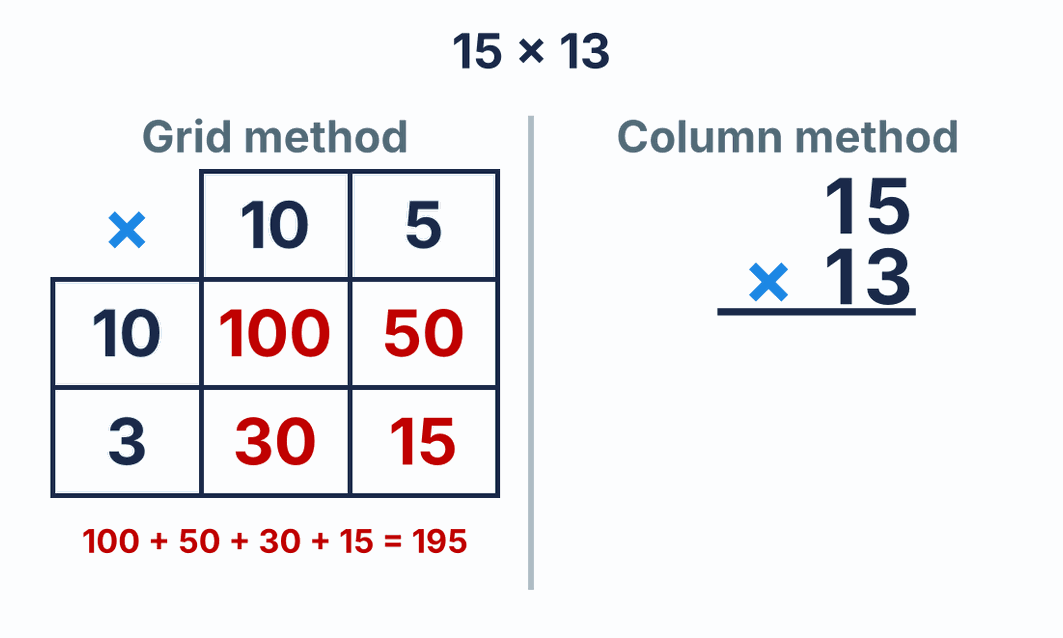 15 × 13
Grid method
× 10 5
10 100 50
3 30 15
100 + 50 + 30 + 15 = 195
Column method
15
× 13